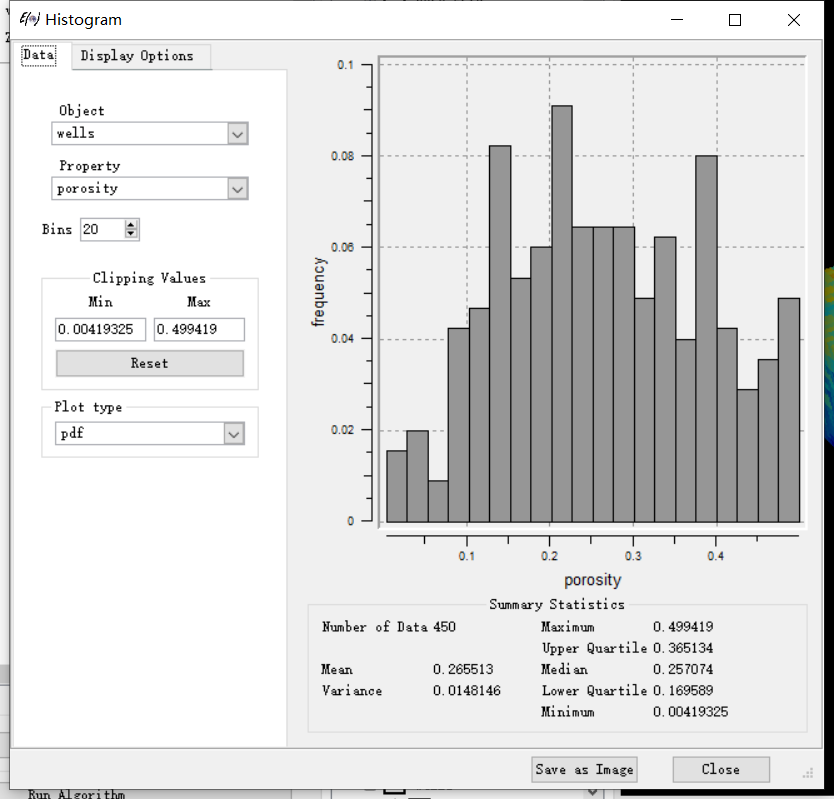 Histogram
Data Display Options
Object
wells
Property
porosity
Bins 20
Clipping Values
Min Max
0.00419325 0.499419
Reset
Plot type
pdf
0.1
0.08
0.06
0.04
0.02
0
frequency
0.1 0.2 0.3 0.4
porosity
Summary Statistics
Number of Data 450 Maximum 0.499419
Upper Quartile 0.365134
Mean 0.265513 Median 0.257074
Variance 0.0148146 Lower Quartile 0.169589
Minimum 0.00419325
Save as Image Close
Run Algorithm